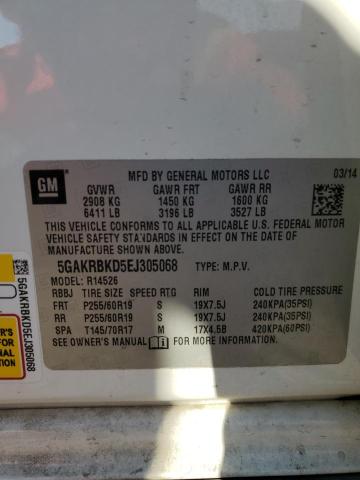 GM
MFD BY GENERAL MOTORS LLC 03/14
GVWR GAWR FRT GAWR RR
2908 KG 1450 KG 1600 KG
6411 LB 3196 LB 3527 LB
THIS VEHICLE CONFORMS TO ALL APPLICABLE U.S. FEDERAL MOTOR
VEHICLE SAFETY STANDARDS IN EFFECT ON THE DATE OF
MANUFACTURE SHOWN ABOVE.
5GAKRBKD5EJ305068 TYPE: M.P.V.
MODEL: R14526
RBBJ TIRE SIZE SPEED RTG RIM COLD TIRE PRESSURE
FRT P255/60R19 S 19X7.5J 240KPA(35PSI)
RR P255/60R19 S 19X7.5J 240KPA(35PSI)
SPA T145/70R17 M 17X4.5B 420KPA(60PSI)
SEE OWNER'S MANUAL FOR MORE INFORMATION.
5GAKRBKD5EJ305068